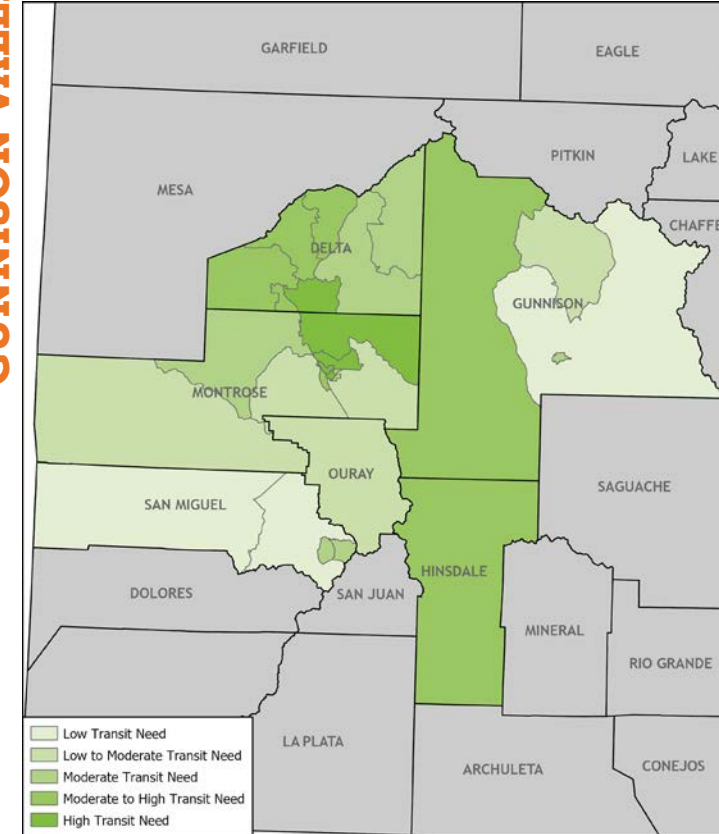 GARFIELD
EAGLE
PITKIN
LAKE
MESA
CHAFFE
DELTA
GUNNISON
MONTROSE
OURAY
SAGUACHE
SAN MIGUEL
HINSDALE
DOLORES
SAN JUAN
MINERAL
RIO GRANDE
LA PLATA
ARCHULETA
CONEJOS
Low Transit Need
Low to Moderate Transit Need
Moderate Transit Need
Moderate to High Transit Need
High Transit Need